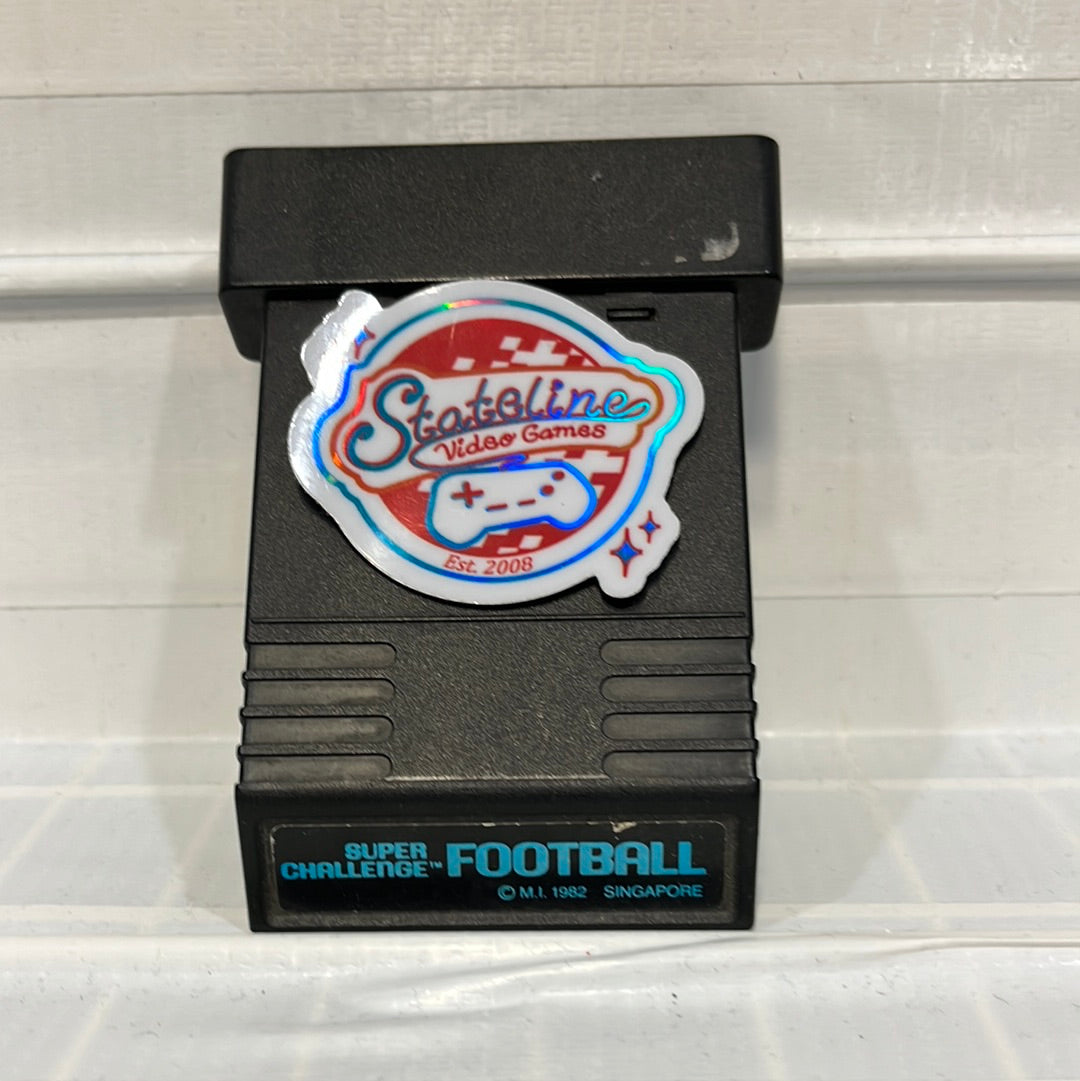 Stateline
Video Games
Est. 2008
SUPER
CHALLENGE™ FOOTBALL
© M.I. 1982 SINGAPORE